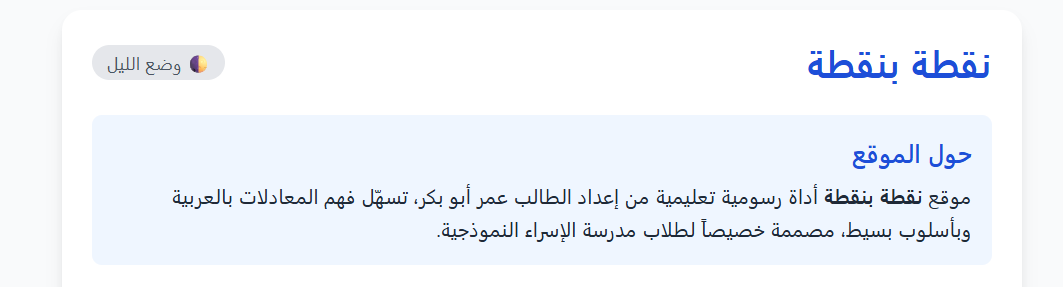 نقطة بنقطة
وضع الليل
حول الموقع
موقع نقطة بنقطة أداة رسومية تعليمية من إعداد الطالب عمر أبو بكر، تسهّل فهم المعادلات بالعربية
وبأسلوب بسيط، مصممة خصيصاً لطلاب مدرسة الإسراء النموذجية.